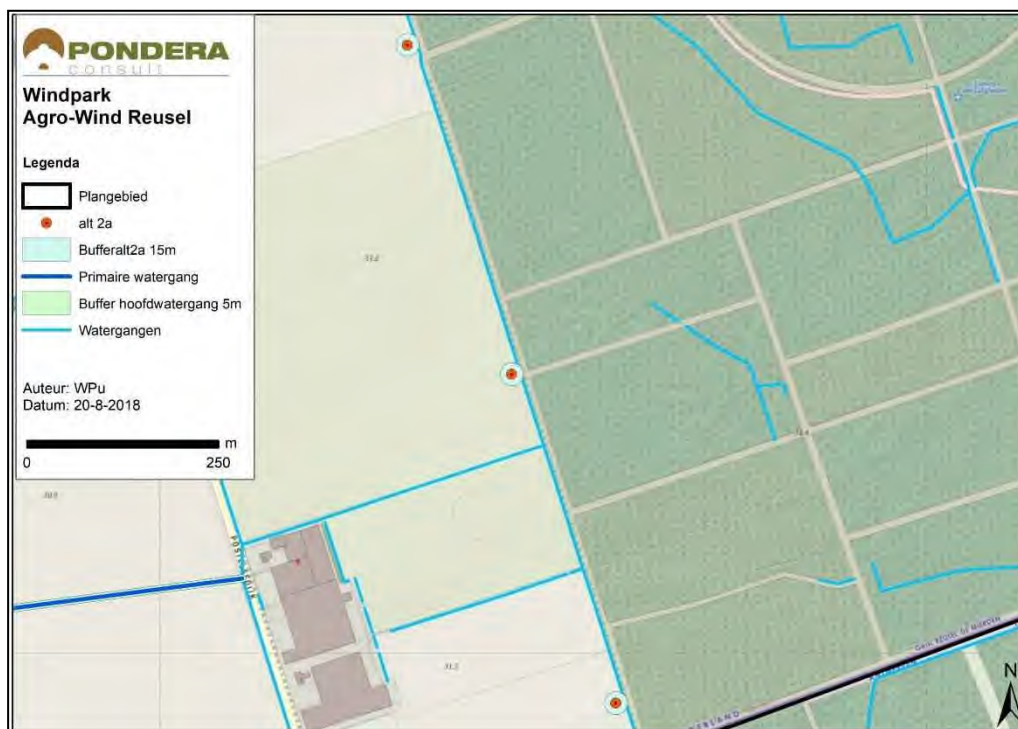 PONDERA
consult
Windpark
Agro-Wind Reusel
Legenda
Plangebied
alt 2a
Bufferalt2a 15m
Primaire watergang
Buffer hoofdwatergang 5m
Watergangen
Auteur: WPu
Datum: 20-8-2018
m
0 250
N